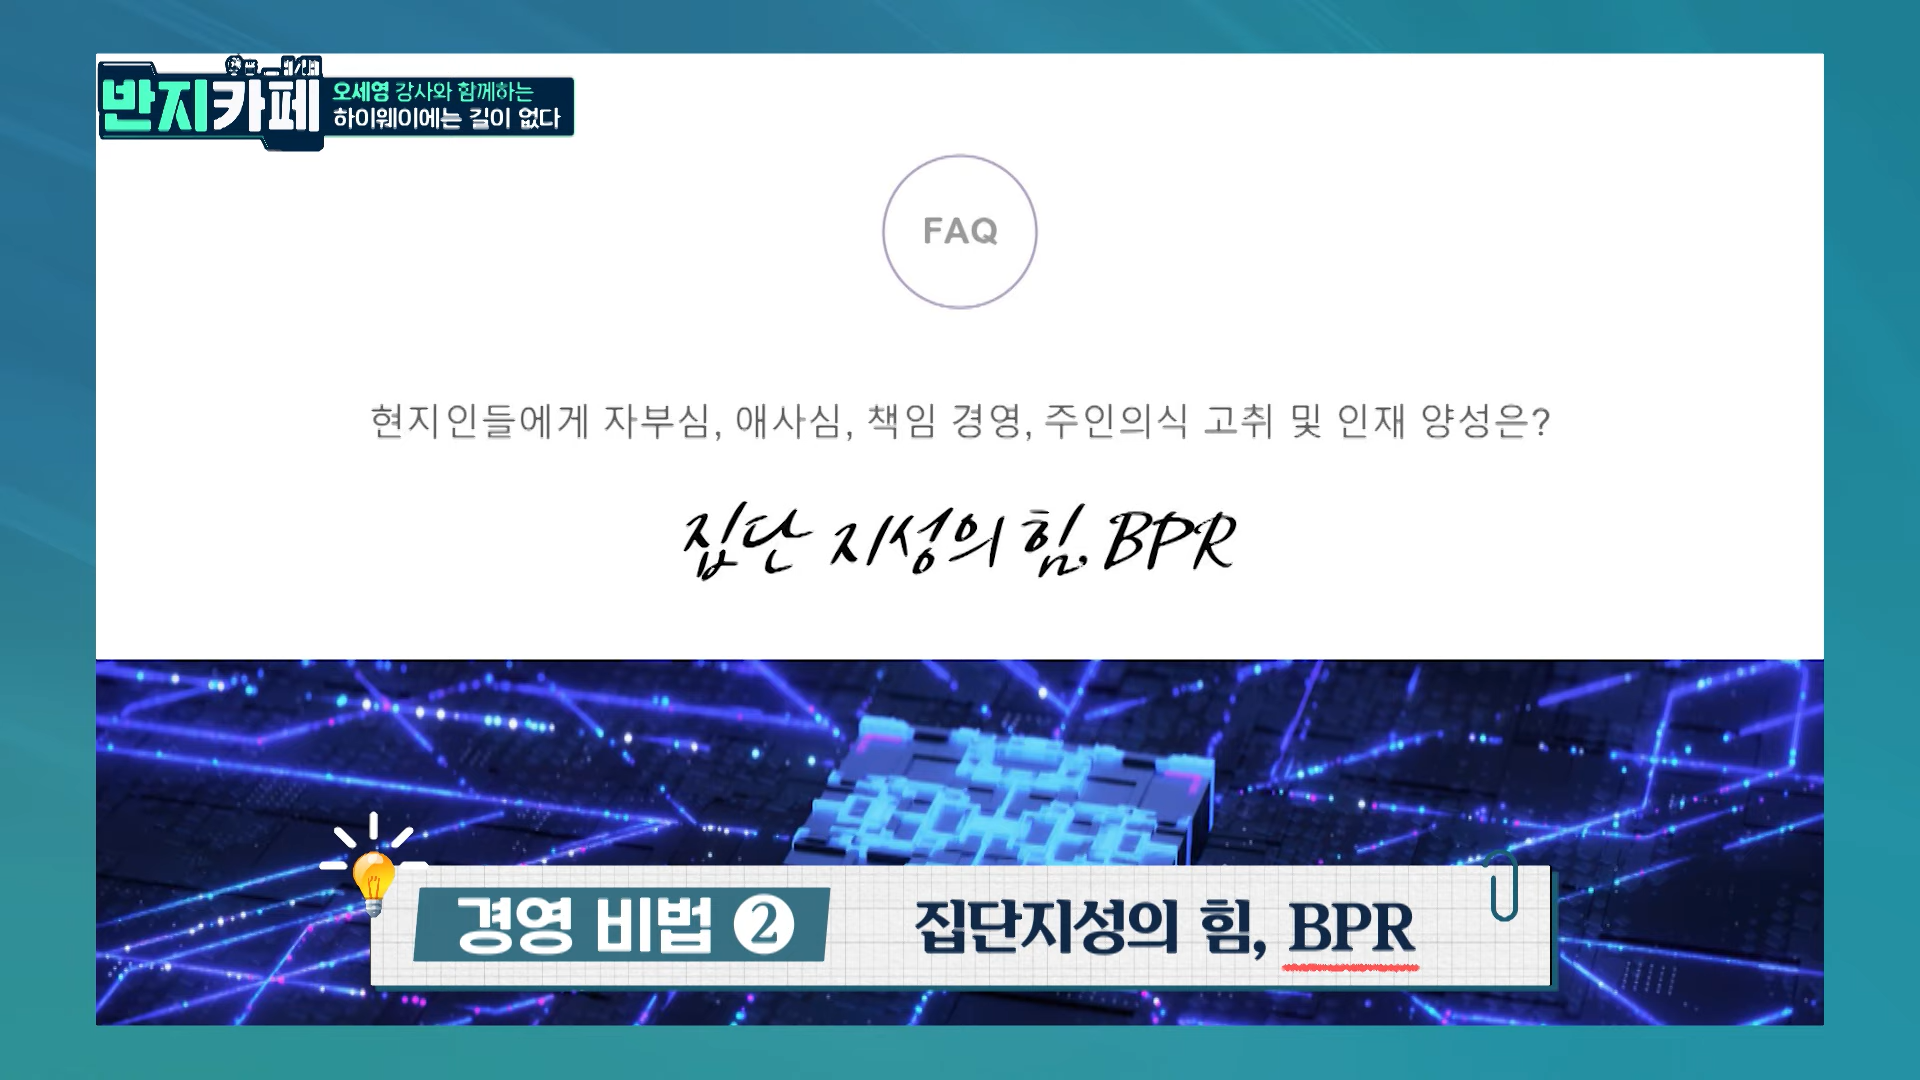 반지카페
오세영 강사와 함께하는
하이웨이에는 길이 없다
FAQ
현지인들에게 자부심, 애사심, 책임 경영, 주인의식 고취 및 인재 양성은?
집단 지성의 힘, BPR
경영 비법 2 집단지성의 힘, BPR